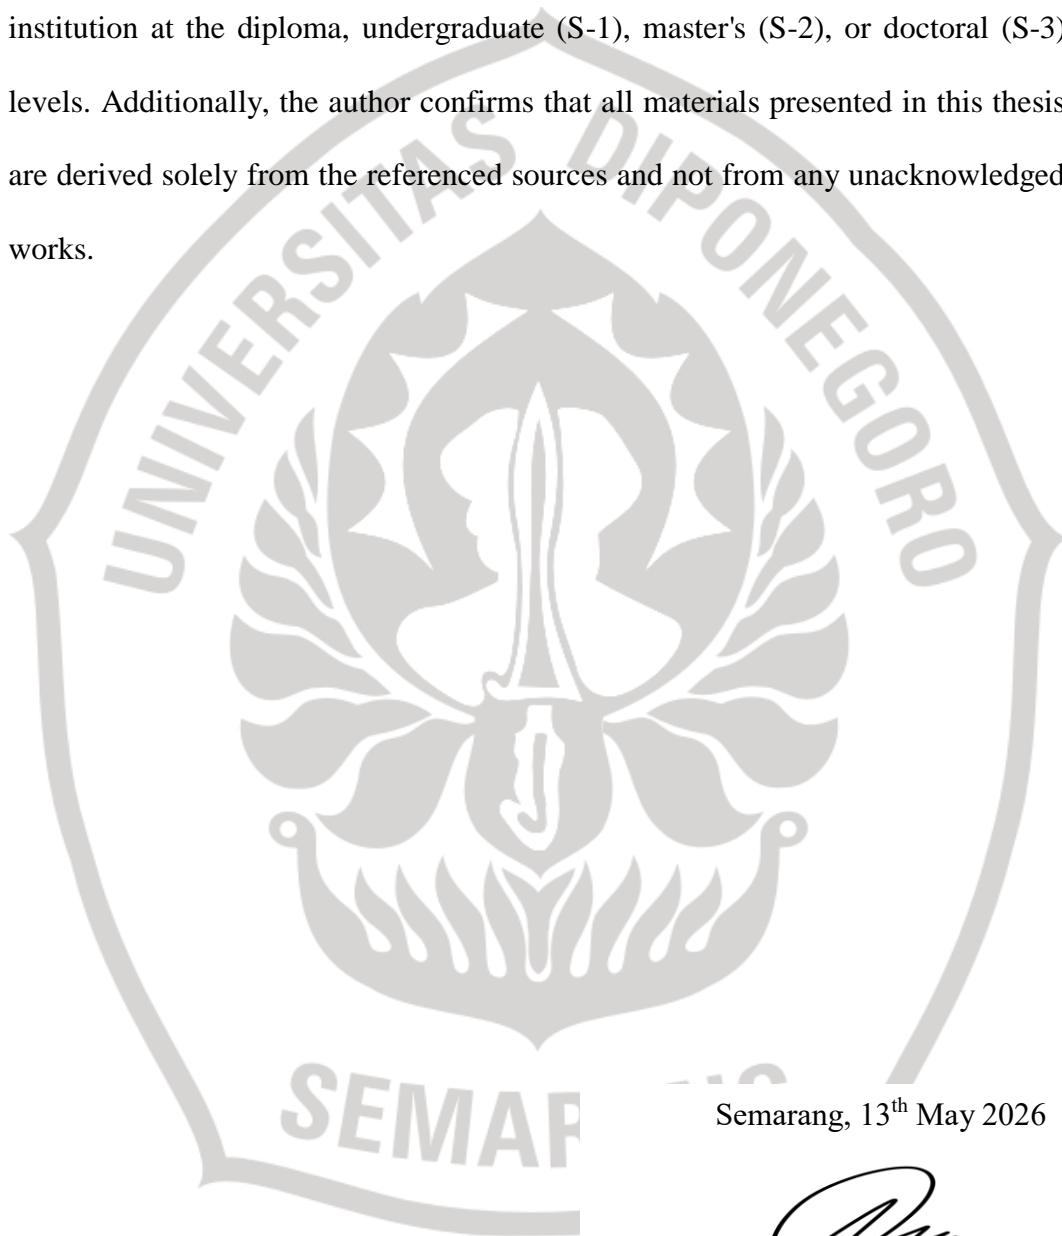 institution at the diploma, undergraduate (S-1), master's (S-2), or doctoral (S-3)
levels. Additionally, the author confirms that all materials presented in this thesis
are derived solely from the referenced sources and not from any unacknowledged
works.
UNIVERSITAS DIPONEGORO
SEMAR
Semarang, 13th May 2026